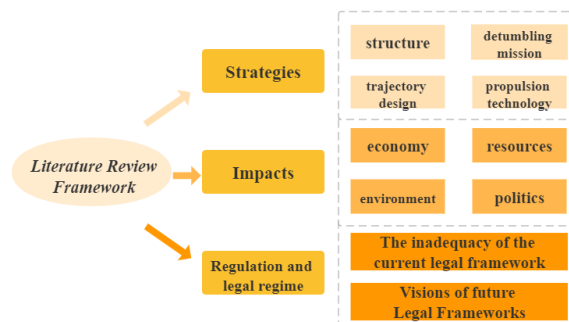 Literature Review
Framework
Strategies
structure
detumbling
mission
trajectory
design
propulsion
technology
Impacts
economy
resources
environment
politics
Regulation and
legal regime
The inadequacy of the
current legal framework
Visions of future
Legal Frameworks